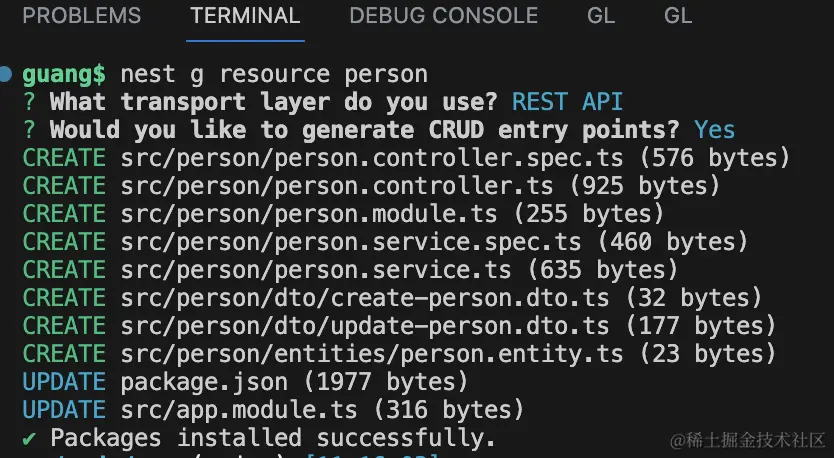 PROBLEMS TERMINAL DEBUG CONSOLE GL GL
guang$ nest g resource person
? What transport layer do you use? REST API
? Would you like to generate CRUD entry points? Yes
CREATE src/person/person.controller.spec.ts (576 bytes)
CREATE src/person/person.controller.ts (925 bytes)
CREATE src/person/person.module.ts (255 bytes)
CREATE src/person/person.service.spec.ts (460 bytes)
CREATE src/person/person.service.ts (635 bytes)
CREATE src/person/dto/create-person.dto.ts (32 bytes)
CREATE src/person/dto/update-person.dto.ts (177 bytes)
CREATE src/person/entities/person.entity.ts (23 bytes)
UPDATE package.json (1977 bytes)
UPDATE src/app.module.ts (316 bytes)
✔ Packages installed successfully.
@稀土掘金技术社区